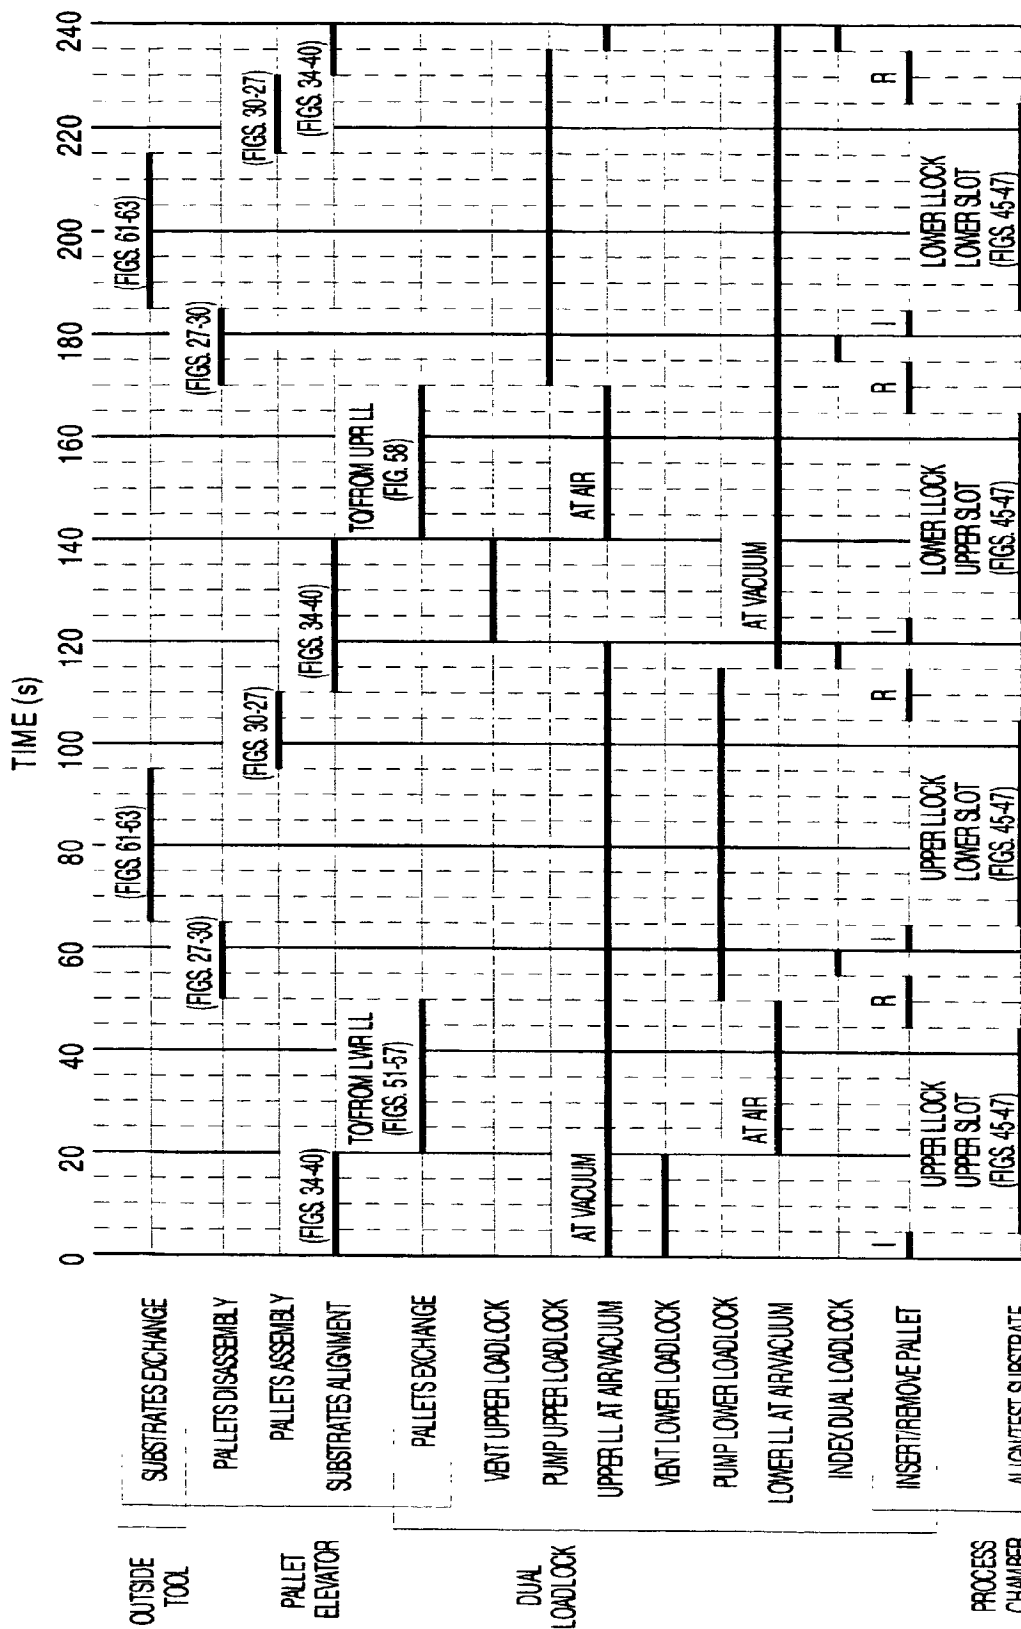 TIME (s)
0 20 40 60 80 100 120 140 160 180 200 220 240
OUTSIDE
TOOL
SUBSTRATES EXCHANGE
(FIGS. 61-63)
(FIGS. 61-63)
PALLET
ELEVATOR
PALLETS DISASSEMBLY
(FIGS. 27-30)
(FIGS. 27-30)
PALLETS ASSEMBLY
(FIGS. 30-27)
(FIGS. 30-27)
SUBSTRATES ALIGNMENT
(FIGS. 34-40)
(FIGS. 34-40)
(FIGS. 34-40)
PALLETS EXCHANGE
TO/FROM LWR LL
(FIGS. 51-57)
TO/FROM UPR LL
(FIG. 58)
DUAL
LOADLOCK
VENT UPPER LOADLOCK
PUMP UPPER LOADLOCK
UPPER LL AT AIR/VACUUM
AT VACUUM
AT AIR
VENT LOWER LOADLOCK
PUMP LOWER LOADLOCK
LOWER LL AT AIR/VACUUM
AT AIR
AT VACUUM
INDEX DUAL LOADLOCK
INSERT/REMOVE PALLET
I R I R I R I R
PROCESS
CHAMBER
ALIGN/TEST SUBSTRATE
UPPER LLOCK
UPPER SLOT
(FIGS. 45-47)
UPPER LLOCK
LOWER SLOT
(FIGS. 45-47)
LOWER LLOCK
UPPER SLOT
(FIGS. 45-47)
LOWER LLOCK
LOWER SLOT
(FIGS. 45-47)